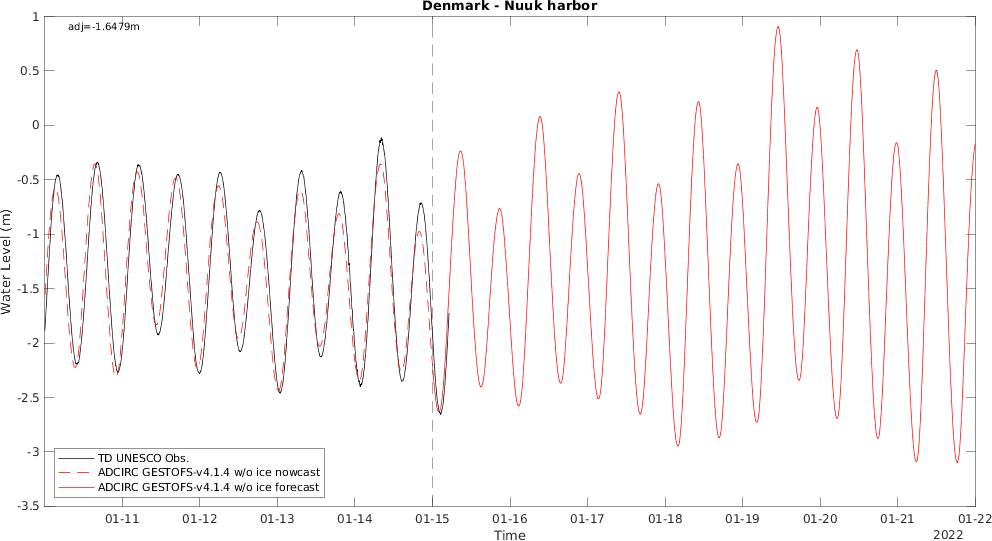 Denmark - Nuuk harbor
adj=-1.6479m
1
0.5
0
-0.5
-1
-1.5
-2
-2.5
-3
-3.5
Water Level (m)
TD UNESCO Obs.
ADCIRC GESTOFS-v4.1.4 w/o ice nowcast
ADCIRC GESTOFS-v4.1.4 w/o ice forecast
01-11 01-12 01-13 01-14 01-15 01-16 01-17 01-18 01-19 01-20 01-21 01-22
Time
2022